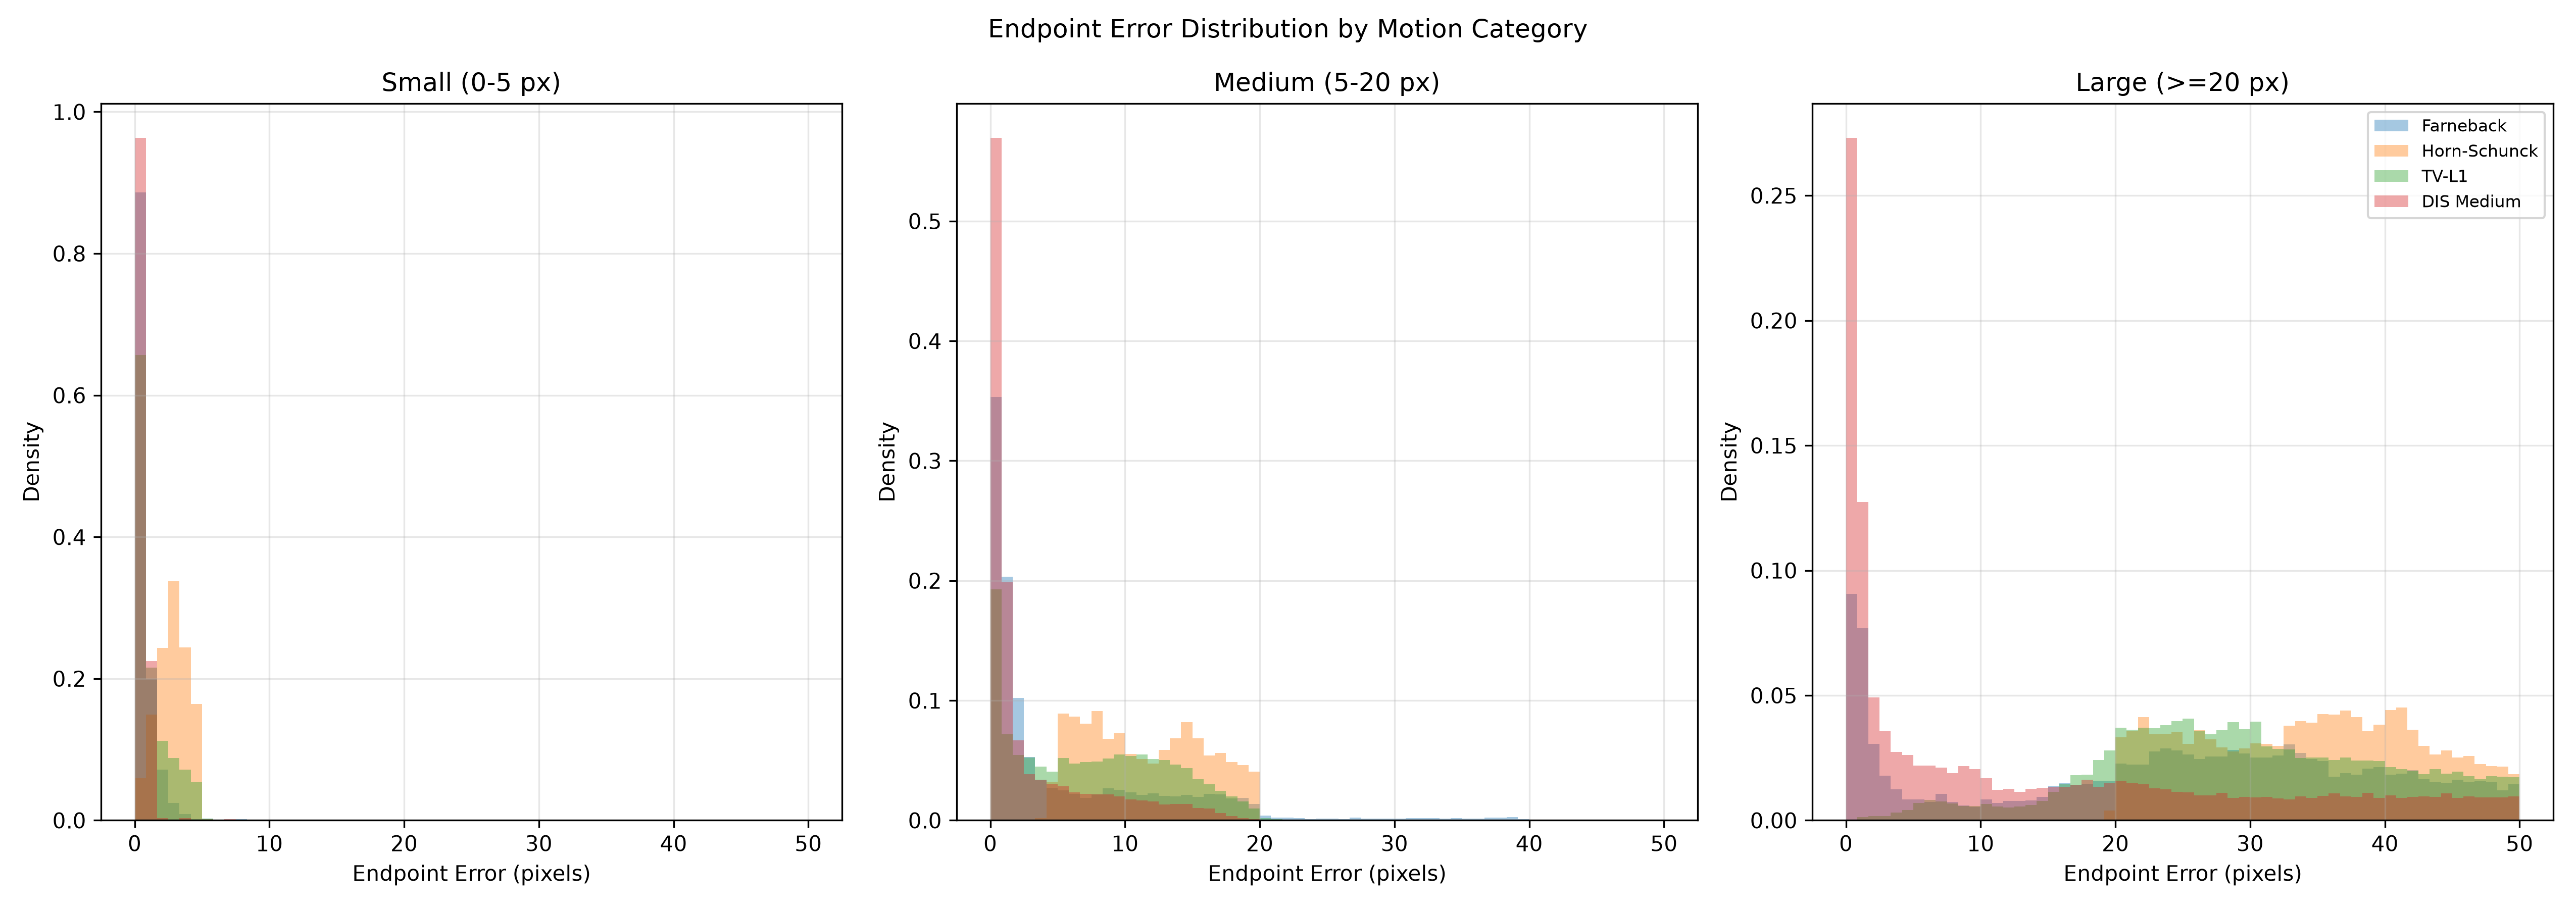 Endpoint Error Distribution by Motion Category
Small (0-5 px)
1.0
0.8
0.6
0.4
0.2
0.0
Density
0
10
20
30
40
50
Endpoint Error (pixels)
Medium (5-20 px)
0.5
0.4
0.3
0.2
0.1
0.0
Density
0
10
20
30
40
50
Endpoint Error (pixels)
Large (>=20 px)
Farneback
Horn-Schunck
TV-L1
DIS Medium
0.25
0.20
0.15
0.10
0.05
0.00
Density
0
10
20
30
40
50
Endpoint Error (pixels)